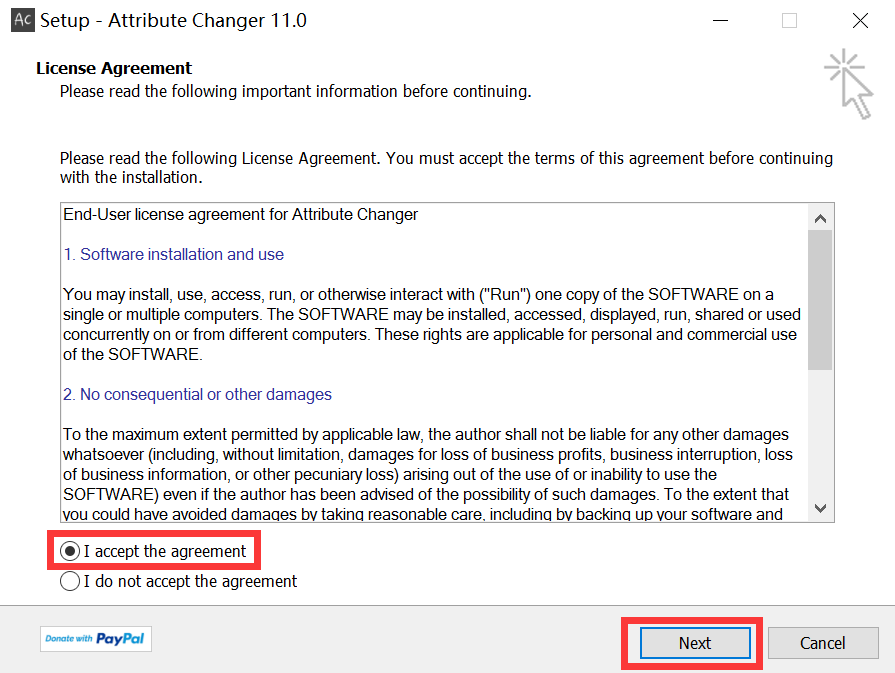 Ac Setup - Attribute Changer 11.0
License Agreement
Please read the following important information before continuing.
Please read the following License Agreement. You must accept the terms of this agreement before continuing
with the installation.
End-User license agreement for Attribute Changer
1. Software installation and use
You may install, use, access, run, or otherwise interact with ("Run") one copy of the SOFTWARE on a
single or multiple computers. The SOFTWARE may be installed, accessed, displayed, run, shared or used
concurrently on or from different computers. These rights are applicable for personal and commercial use
of the SOFTWARE.
2. No consequential or other damages
To the maximum extent permitted by applicable law, the author shall not be liable for any other damages
whatsoever (including, without limitation, damages for loss of business profits, business interruption, loss
of business information, or other pecuniary loss) arising out of the use of or inability to use the
SOFTWARE) even if the author has been advised of the possibility of such damages. To the extent that
you could have avoided damages by taking reasonable care, including by backing up your software and
I accept the agreement
I do not accept the agreement
Donate with PayPal
Next
Cancel